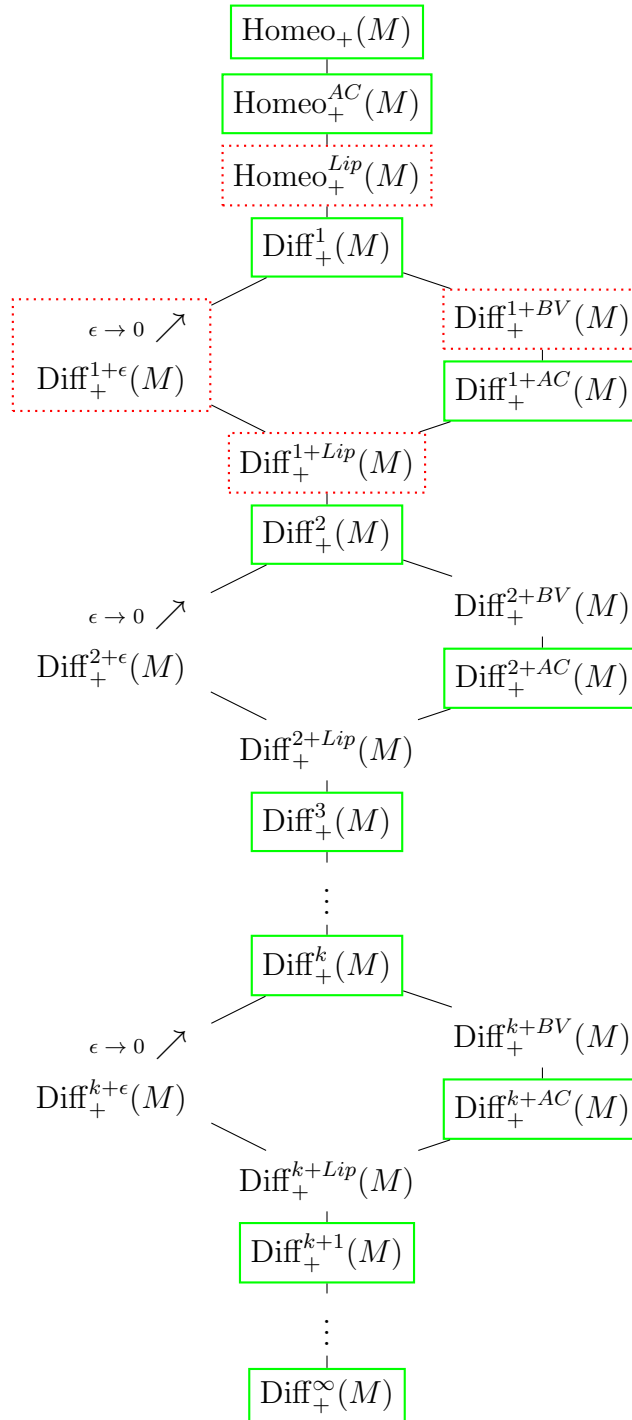 Homeo₊(M)
Homeo₊^{AC}(M)
Homeo₊^{Lip}(M)
Diff₊^{1}(M)
ϵ → 0 ↗
Diff₊^{1+BV}(M)
Diff₊^{1+ϵ}(M)
Diff₊^{1+AC}(M)
Diff₊^{1+Lip}(M)
Diff₊^{2}(M)
ϵ → 0 ↗
Diff₊^{2+BV}(M)
Diff₊^{2+ϵ}(M)
Diff₊^{2+AC}(M)
Diff₊^{2+Lip}(M)
Diff₊^{3}(M)
⋮
Diff₊^{k}(M)
ϵ → 0 ↗
Diff₊^{k+BV}(M)
Diff₊^{k+ϵ}(M)
Diff₊^{k+AC}(M)
Diff₊^{k+Lip}(M)
Diff₊^{k+1}(M)
⋮
Diff₊^{∞}(M)